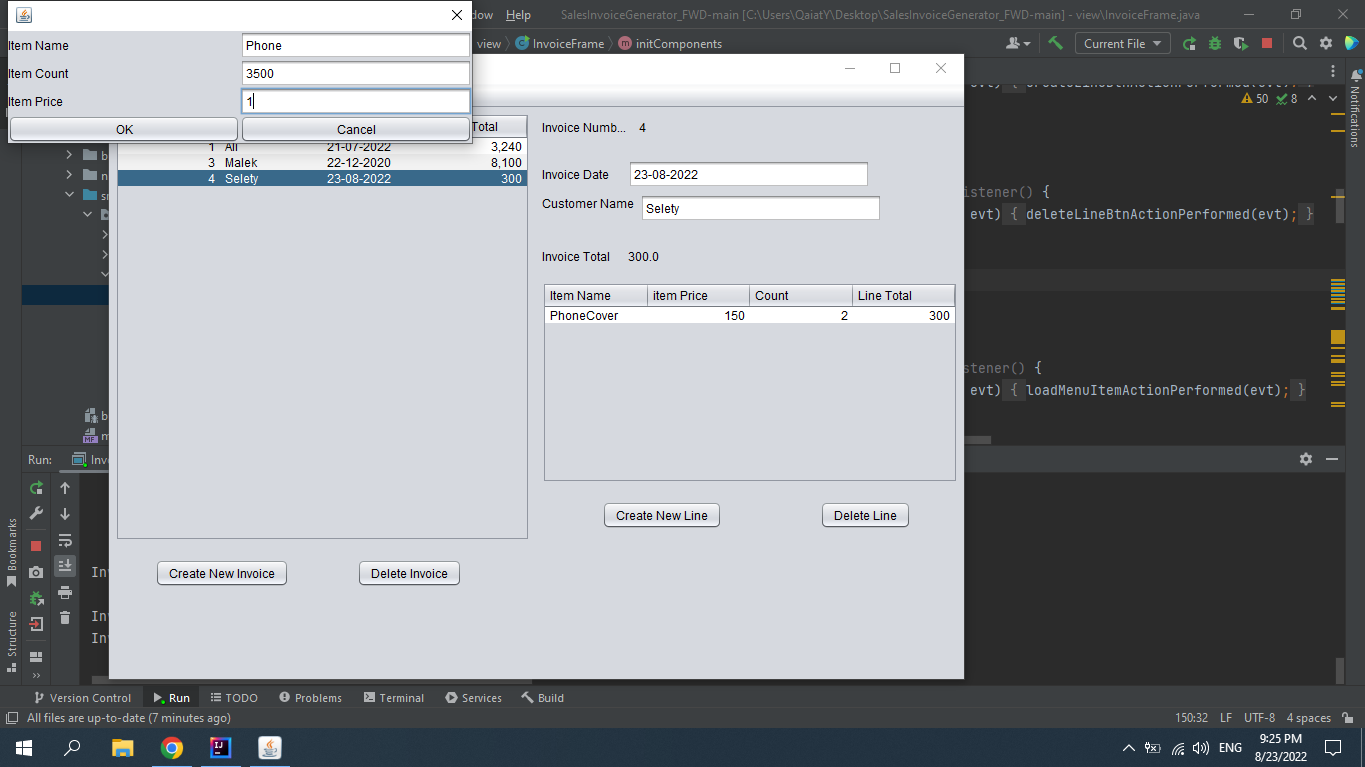 Item Name Phone
Item Count 3500
Item Price 1
OK Cancel
dow Help SalesInvoiceGenerator_FWD-main [C:\Users\QaiatY\Desktop\SalesInvoiceGenerator_FWD-main] - view\InvoiceFrame.java
view InvoiceFrame initComponents Current File
50 8
Notifications
Total
1 Ali 21-07-2022 3,240
3 Malek 22-12-2020 8,100
4 Selety 23-08-2022 300
Invoice Numb... 4
Invoice Date 23-08-2022
Customer Name Selety
Invoice Total 300.0
Item Name item Price Count Line Total
PhoneCover 150 2 300
Create New Line Delete Line
Create New Invoice Delete Invoice
istener() {
evt) { deleteLineBtnActionPerformed(evt); }
stener() {
evt) { loadMenuItemActionPerformed(evt); }
Run: Invo
Bookmarks
Structure
Inv
Inv
Inv
Version Control Run TODO Problems Terminal Services Build
All files are up-to-date (7 minutes ago) 150:32 LF UTF-8 4 spaces
ENG 9:25 PM
8/23/2022